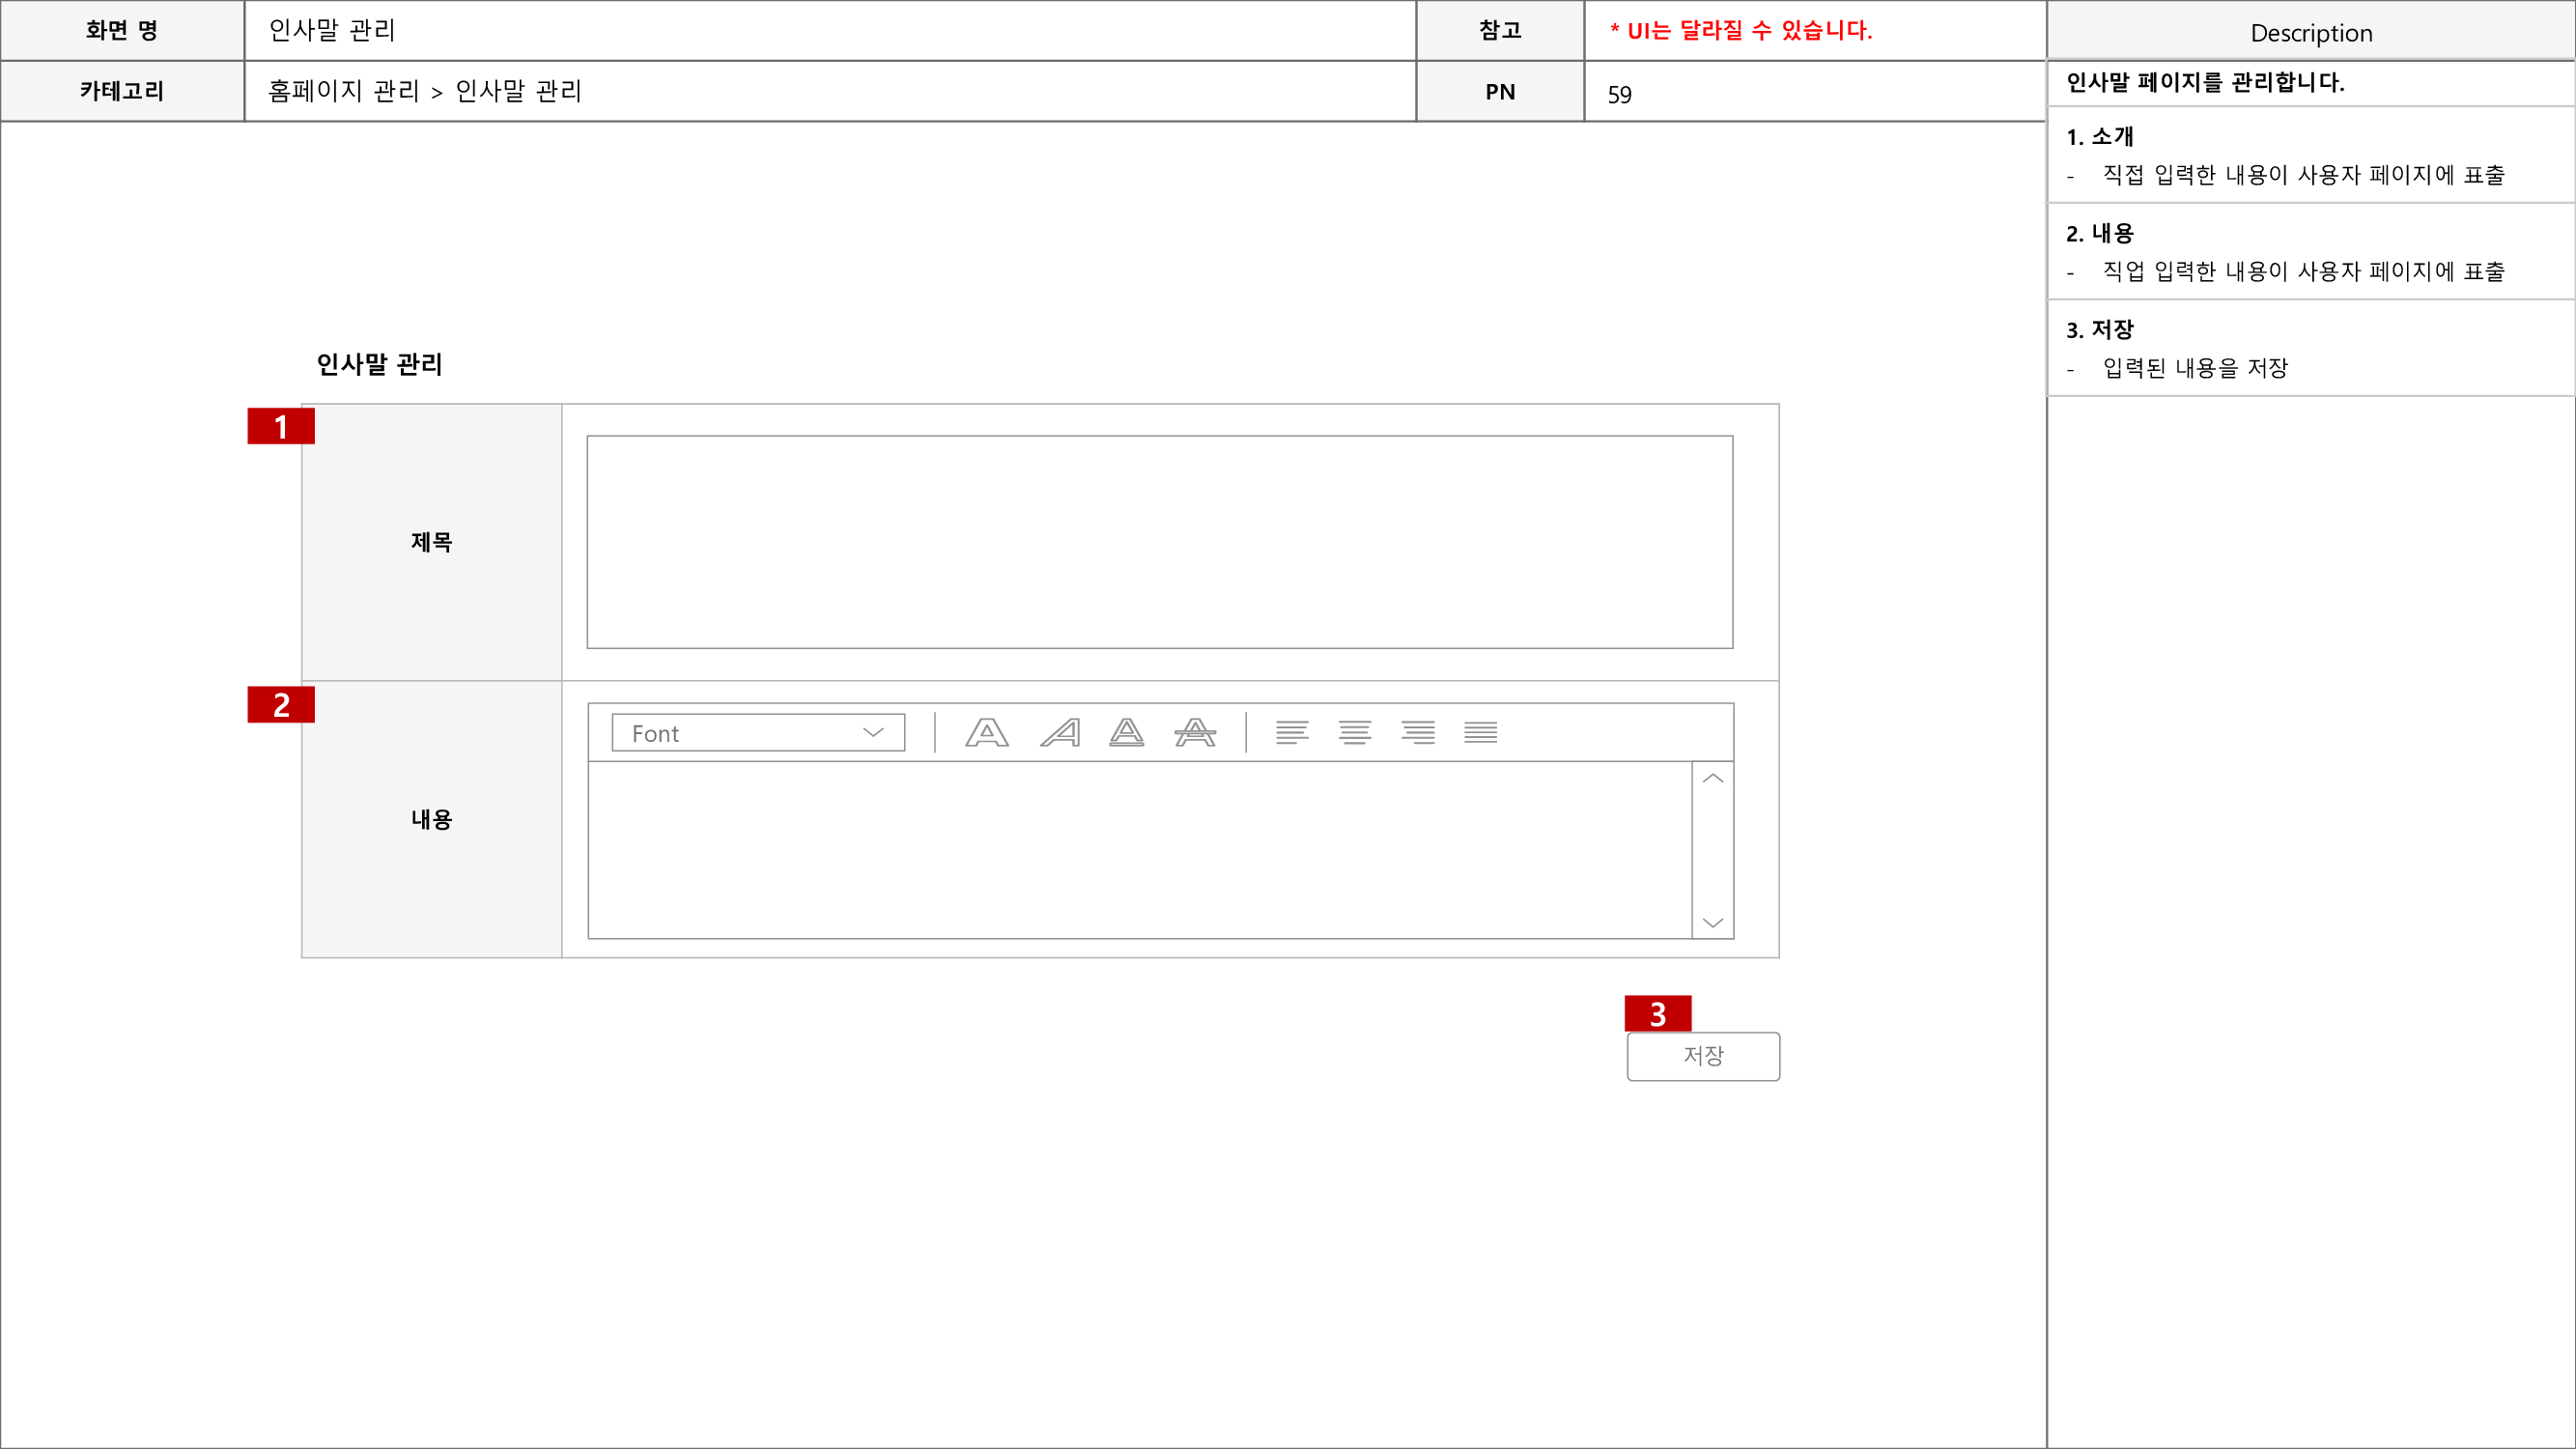 화면 명
인사말 관리
참고
* UI는 달라질 수 있습니다.
카테고리
홈페이지 관리 > 인사말 관리
PN
59
Description
인사말 페이지를 관리합니다.
1. 소개
- 직접 입력한 내용이 사용자 페이지에 표출
2. 내용
- 직업 입력한 내용이 사용자 페이지에 표출
3. 저장
- 입력된 내용을 저장
인사말 관리
1
제목
2
Font
A A A A
내용
3
저장